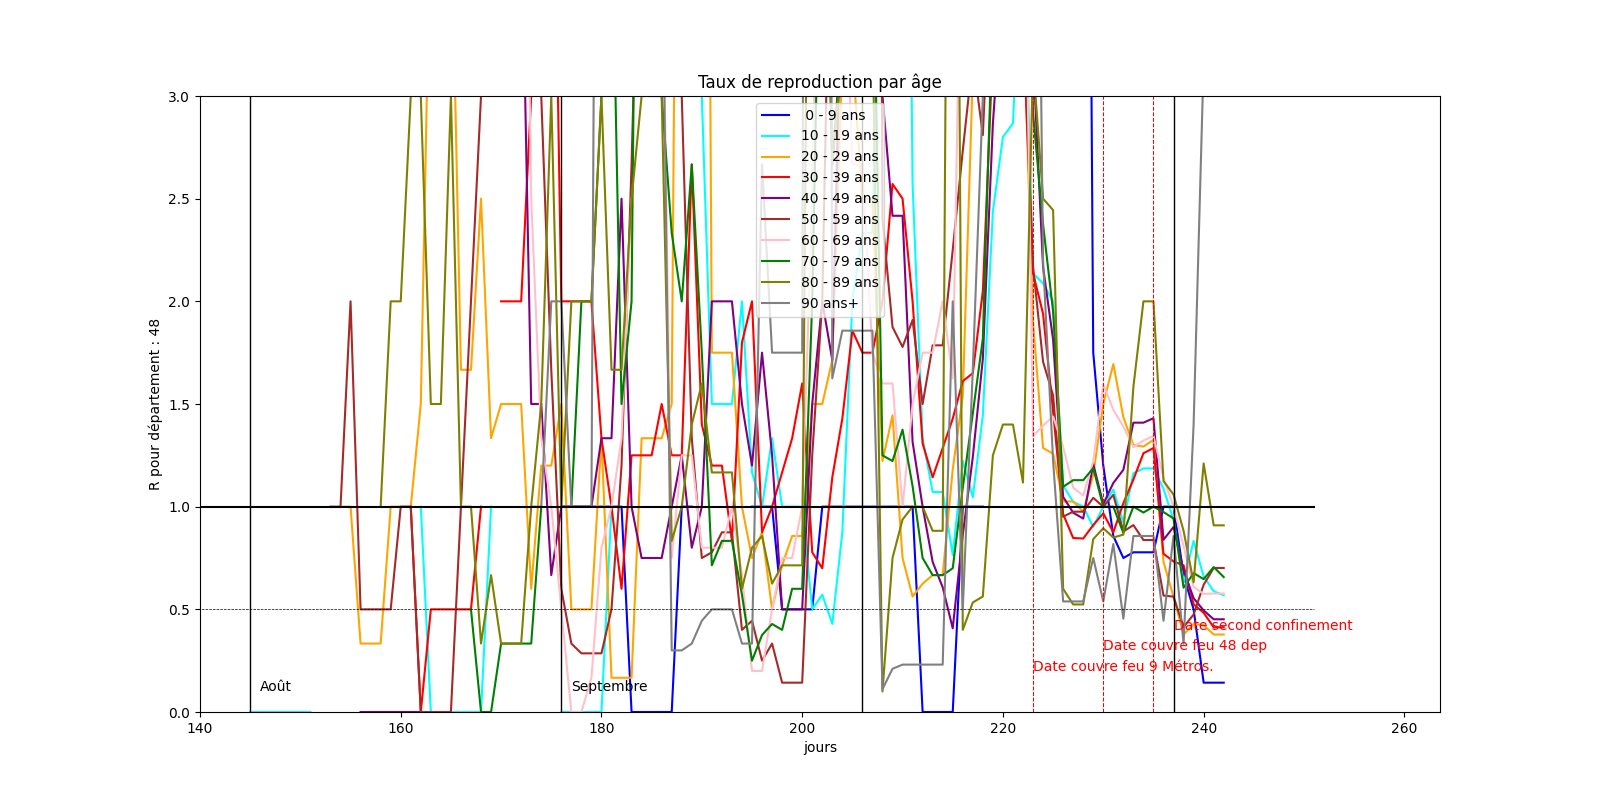 Taux de reproduction par âge
3.0
2.5
2.0
1.5
1.0
0.5
0.0
R pour département : 48
0 - 9 ans
10 - 19 ans
20 - 29 ans
30 - 39 ans
40 - 49 ans
50 - 59 ans
60 - 69 ans
70 - 79 ans
80 - 89 ans
90 ans+
Date second confinement
Date couvre feu 48 dep
Date couvre feu 9 Métros.
Août
Septembre
140
160
180
200
220
240
260
jours